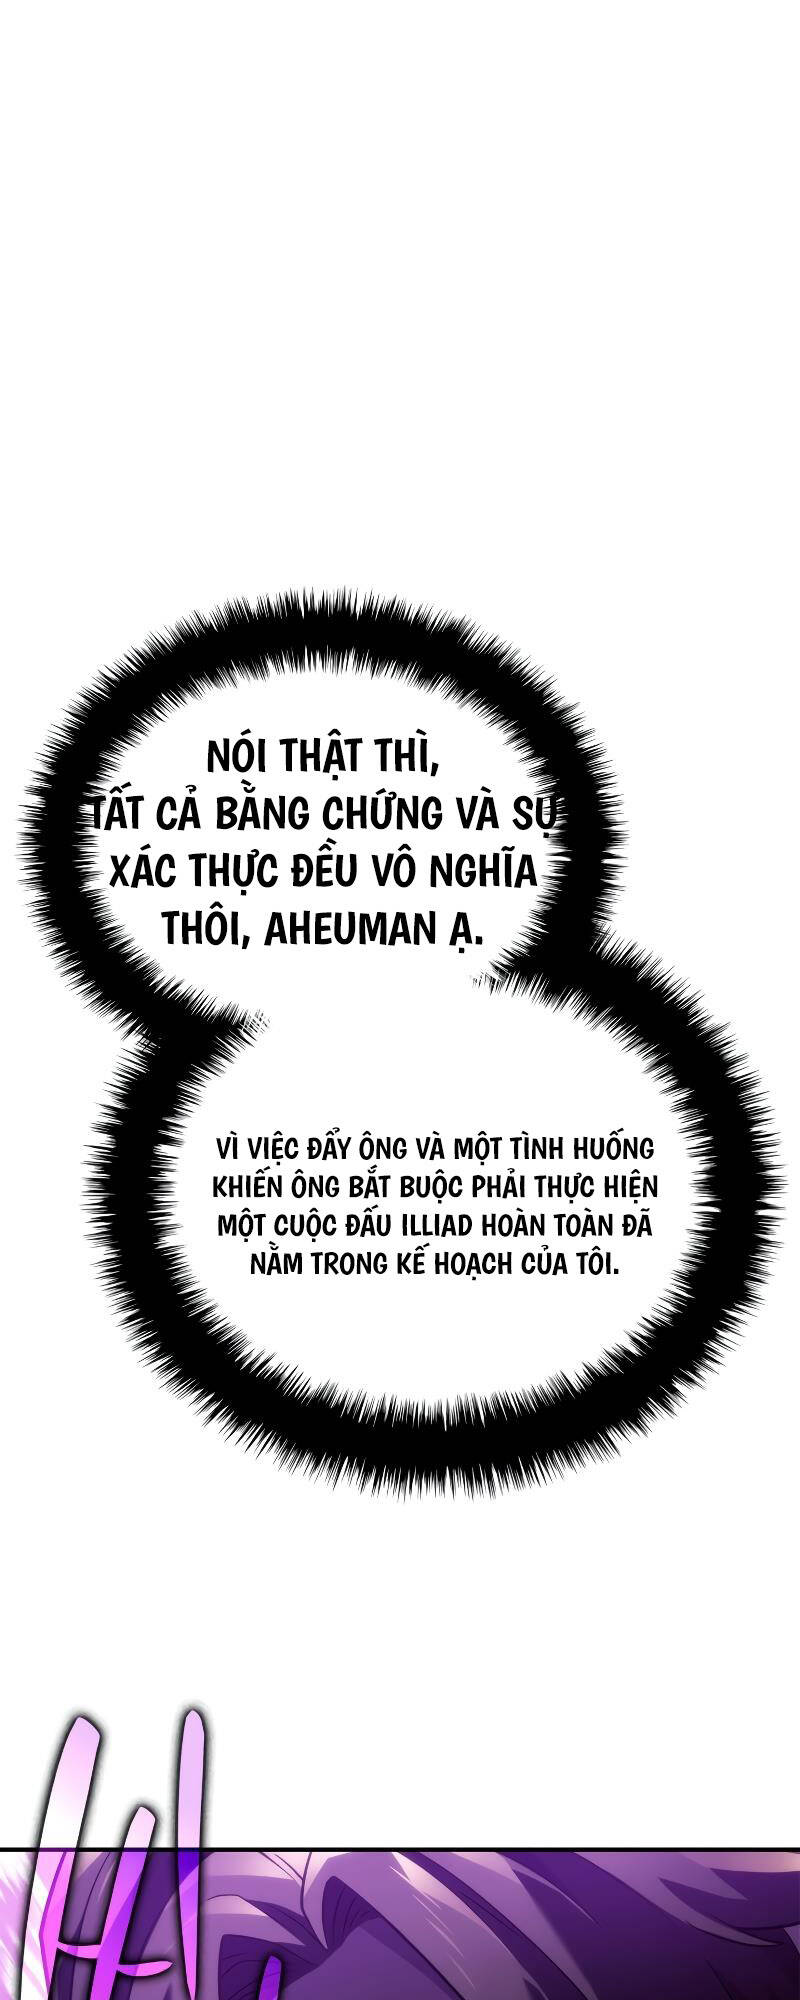 NÓI THẬT THÌ,
TẤT CẢ BẰNG CHỨNG VÀ SỰ
XÁC THỰC ĐỀU VÔ NGHĨA
THÔI, AHEUMAN Ạ.
VÌ VIỆC ĐẨY ÔNG VÀ MỘT TÌNH HUỐNG
KHIẾN ÔNG BẮT BUỘC PHẢI THỰC HIỆN
MỘT CUỘC ĐẤU ILLIAD HOÀN TOÀN ĐÃ
NẰM TRONG KẾ HOẠCH CỦA TÔI.